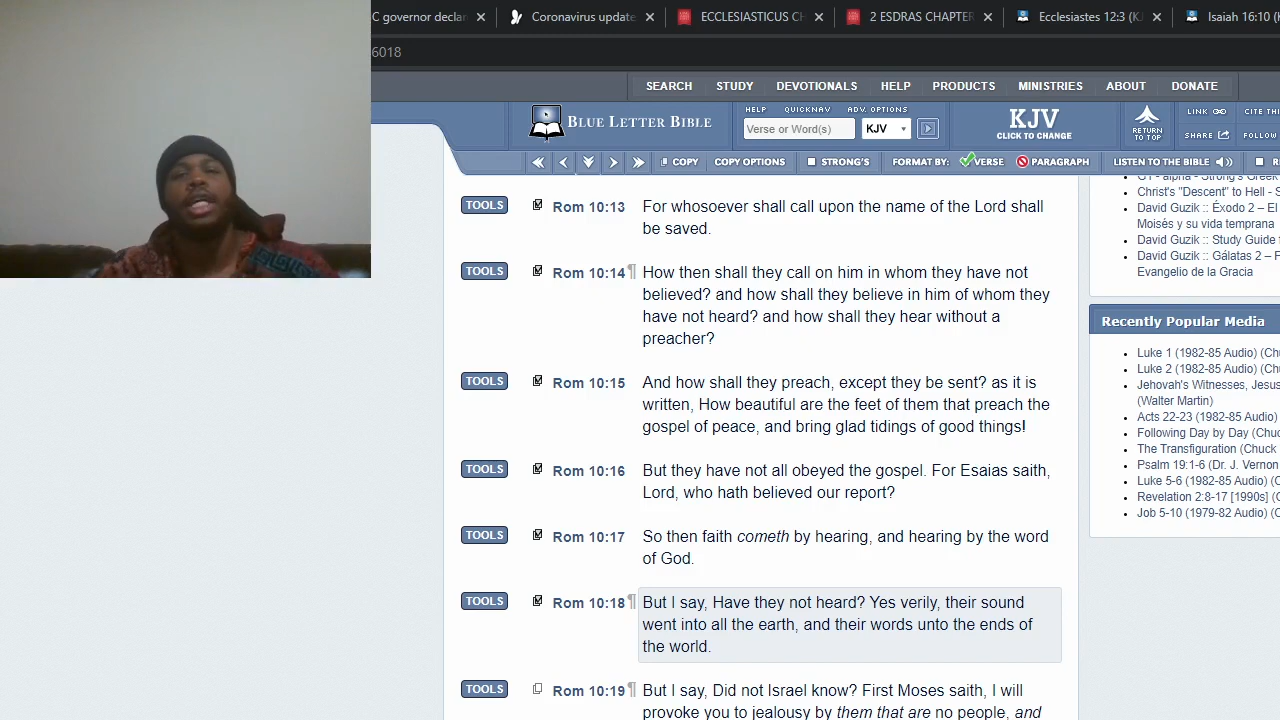 C governor declar
Coronavirus update
ECCLESIASTICUS CH
2 ESDRAS CHAPTER
Ecclesiastes 12:3 (KJ
Isaiah 16:10 (K
6018
SEARCH STUDY DEVOTIONALS HELP PRODUCTS MINISTRIES ABOUT DONATE
BLUE LETTER BIBLE
HELP QUICKNAV ADV. OPTIONS
Verse or Word(s) KJV
KJV
CLICK TO CHANGE
RETURN
TO TOP
LINK CITE THI
SHARE FOLLOW
COPY COPY OPTIONS STRONG'S FORMAT BY: VERSE PARAGRAPH LISTEN TO THE BIBLE
TOOLS Rom 10:13 For whosoever shall call upon the name of the Lord shall
be saved.
TOOLS Rom 10:14 ¶ How then shall they call on him in whom they have not
believed? and how shall they believe in him of whom they
have not heard? and how shall they hear without a
preacher?
TOOLS Rom 10:15 And how shall they preach, except they be sent? as it is
written, How beautiful are the feet of them that preach the
gospel of peace, and bring glad tidings of good things!
TOOLS Rom 10:16 But they have not all obeyed the gospel. For Esaias saith,
Lord, who hath believed our report?
TOOLS Rom 10:17 So then faith cometh by hearing, and hearing by the word
of God.
TOOLS Rom 10:18 ¶ But I say, Have they not heard? Yes verily, their sound
went into all the earth, and their words unto the ends of
the world.
TOOLS Rom 10:19 ¶ But I say, Did not Israel know? First Moses saith, I will
provoke you to jealousy by them that are no people, and
Christ's "Descent" to Hell - S
David Guzik :: Éxodo 2 – El
Moisés y su vida temprana
David Guzik :: Study Guide f
David Guzik :: Gálatas 2 – F
Evangelio de la Gracia
Recently Popular Media
Luke 1 (1982-85 Audio) (Chu
Luke 2 (1982-85 Audio) (Chu
Jehovah's Witnesses, Jesus
(Walter Martin)
Acts 22-23 (1982-85 Audio)
Following Day by Day (Chuck
The Transfiguration (Chuck
Psalm 19:1-6 (Dr. J. Vernon
Luke 5-6 (1982-85 Audio) (C
Revelation 2:8-17 [1990s] (C
Job 5-10 (1979-82 Audio) (C